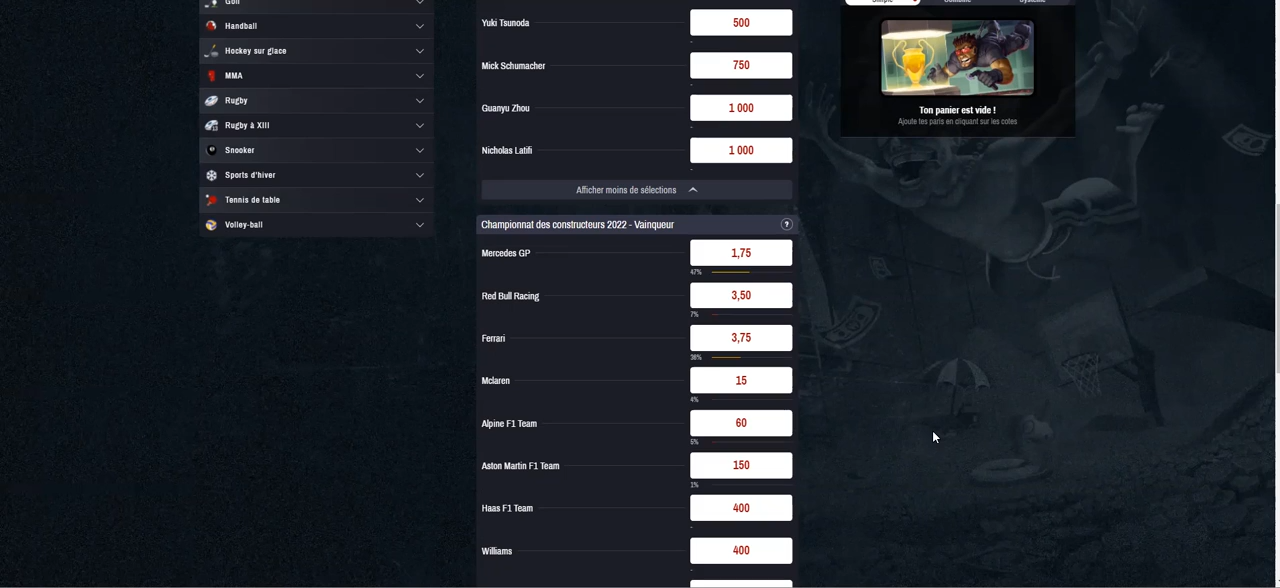 Golf
Handball
Hockey sur glace
MMA
Rugby
Rugby à XIII
Snooker
Sports d'hiver
Tennis de table
Volley-ball
Yuki Tsunoda 500
-
Mick Schumacher 750
-
Guanyu Zhou 1 000
-
Nicholas Latifi 1 000
-
Afficher moins de sélections
Championnat des constructeurs 2022 - Vainqueur ?
Mercedes GP 1,75
47%
Red Bull Racing 3,50
7%
Ferrari 3,75
36%
Mclaren 15
4%
Alpine F1 Team 60
5%
Aston Martin F1 Team 150
1%
Haas F1 Team 400
-
Williams 400
-
Simple Combiné Système
Ton panier est vide !
Ajoute tes paris en cliquant sur les cotes